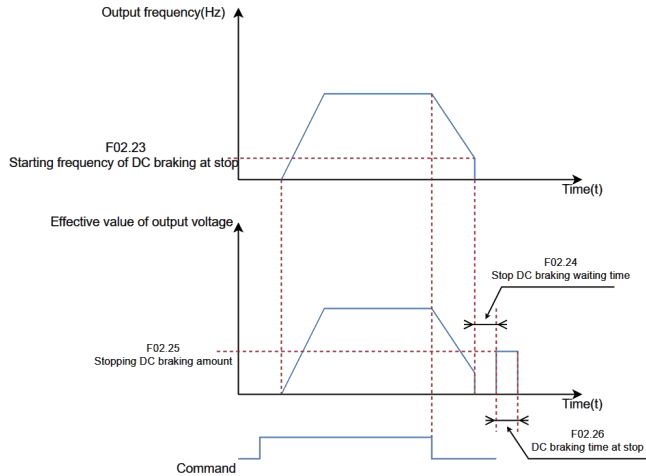 Output frequency(Hz)
F02.23
Starting frequency of DC braking at stop
Time(t)
Effective value of output voltage
F02.24
Stop DC braking waiting time
F02.25
Stopping DC braking amount
Time(t)
F02.26
DC braking time at stop
Command